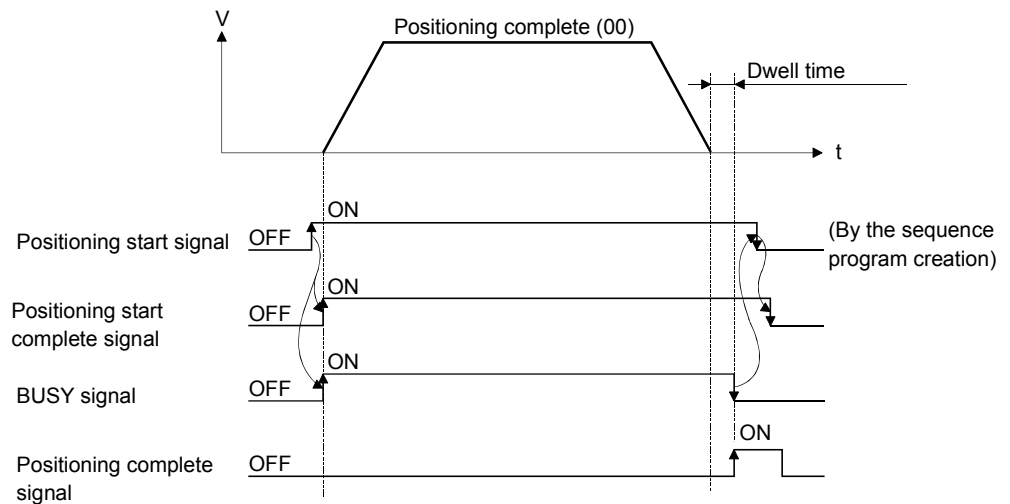 V
Positioning complete (00)
Dwell time
t
ON
Positioning start signal
OFF
(By the sequence
program creation)
ON
Positioning start
complete signal
OFF
ON
BUSY signal
OFF
ON
Positioning complete
signal
OFF